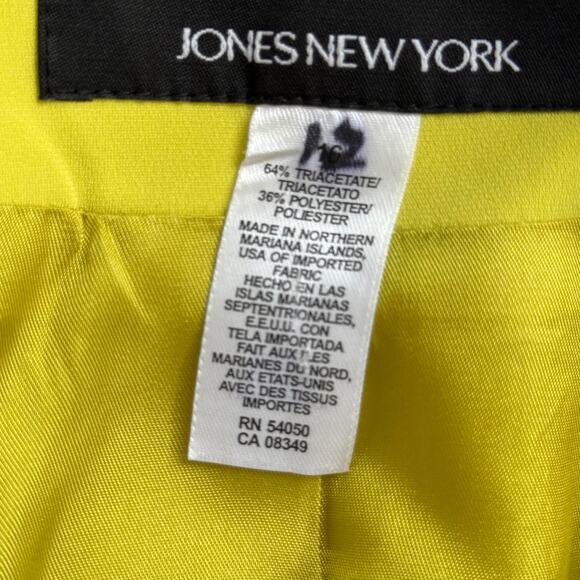 JONES NEW YORK
12
16
64% TRIACETATE/
TRIACETATO
36% POLYESTER/
POLIESTER
MADE IN NORTHERN
MARIANA ISLANDS,
USA OF IMPORTED
FABRIC
HECHO EN LAS
ISLAS MARIANAS
SEPTENTRIONALES,
E.E.U.U. CON
TELA IMPORTADA
FAIT AUX ILES
MARIANES DU NORD,
AUX ETATS-UNIS
AVEC DES TISSUS
IMPORTES
RN 54050
CA 08349